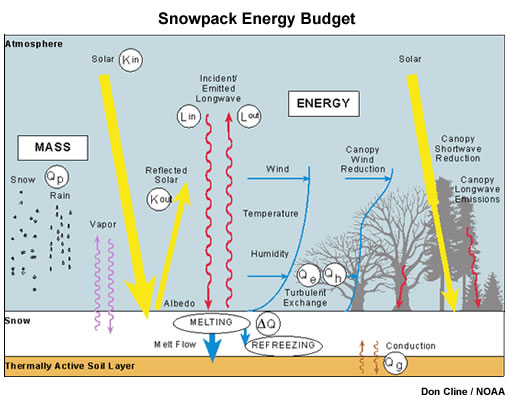 Snowpack Energy Budget
Atmosphere
Solar
Kin
Incident/
Emitted
Longwave
Lin
Lout
ENERGY
Solar
MASS
Snow
Qp
Rain
Vapor
Reflected
Solar
Kout
Wind
Temperature
Humidity
Canopy
Wind
Reduction
Canopy
Shortwave
Reduction
Canopy
Longwave
Emissions
Qe
Qh
Turbulent
Exchange
Albedo
Snow
MELTING
ΔQ
Melt Flow
REFREEZING
Conduction
Qg
Thermally Active Soil Layer
Don Cline / NOAA